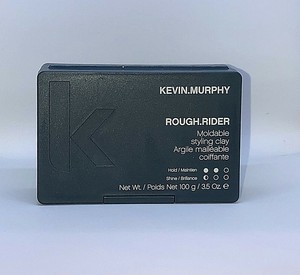 KEVIN.MURPHY
ROUGH.RIDER
Moldable
styling clay
Argile malléable
coiffante
Hold / Maintien
Shine / Brillance
Net Wt. / Poids Net 100 g / 3.5 Oz. e